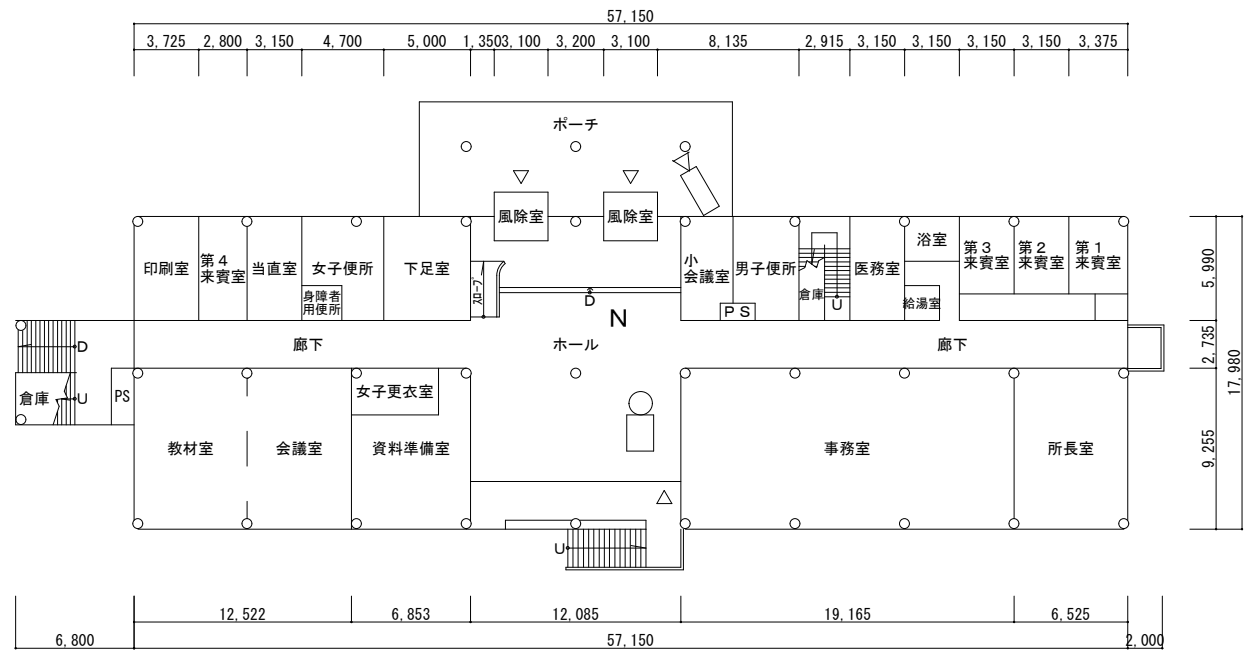 57,150
3,725 2,800 3,150 4,700 5,000 1,350 3,100 3,200 3,100 8,135 2,915 3,150 3,150 3,150 3,150 3,375
ポーチ
風除室 風除室
印刷室
第4
来賓室
当直室
女子便所
身障者
用便所
下足室
スロープ
D
小
会議室
男子便所
PS
倉庫
U
医務室
浴室
給湯室
第3
来賓室
第2
来賓室
第1
来賓室
5,990
N
D
廊下 ホール 廊下
2,735
17,980
倉庫
U
PS
女子更衣室
教材室 会議室 資料準備室 事務室 所長室
9,255
U
12,522 6,853 12,085 19,165 6,525
6,800 57,150 2,000